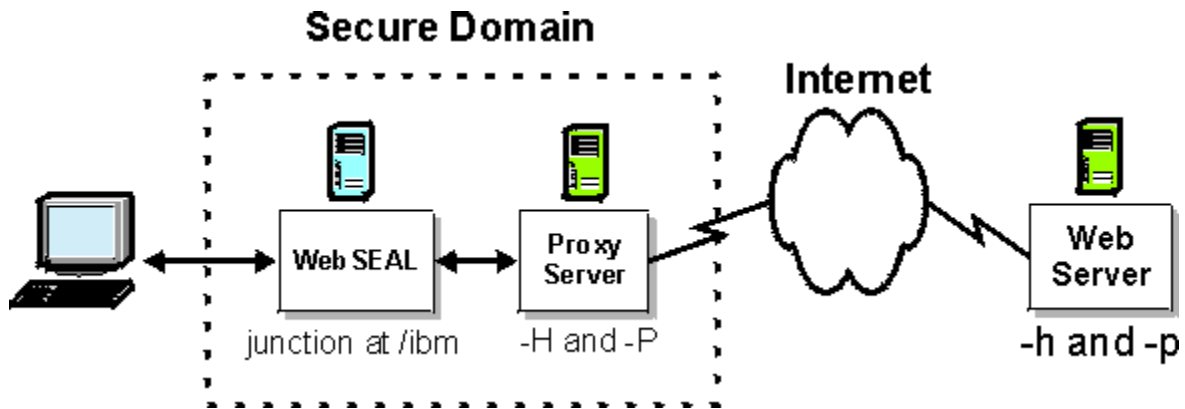 Secure Domain
Internet
Web SEAL
Proxy
Server
Web
Server
junction at /ibm
-H and -P
-h and -p